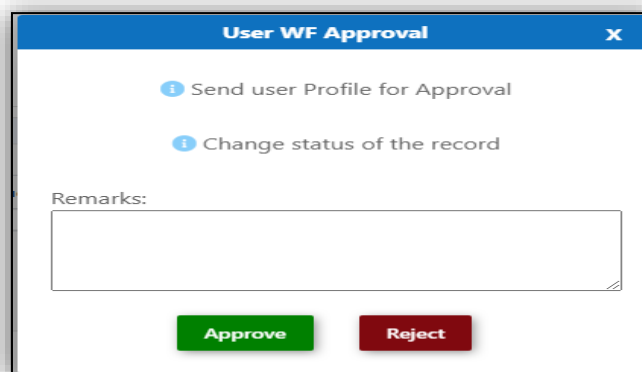 User WF Approval X
Send user Profile for Approval
Change status of the record
Remarks:
Approve Reject